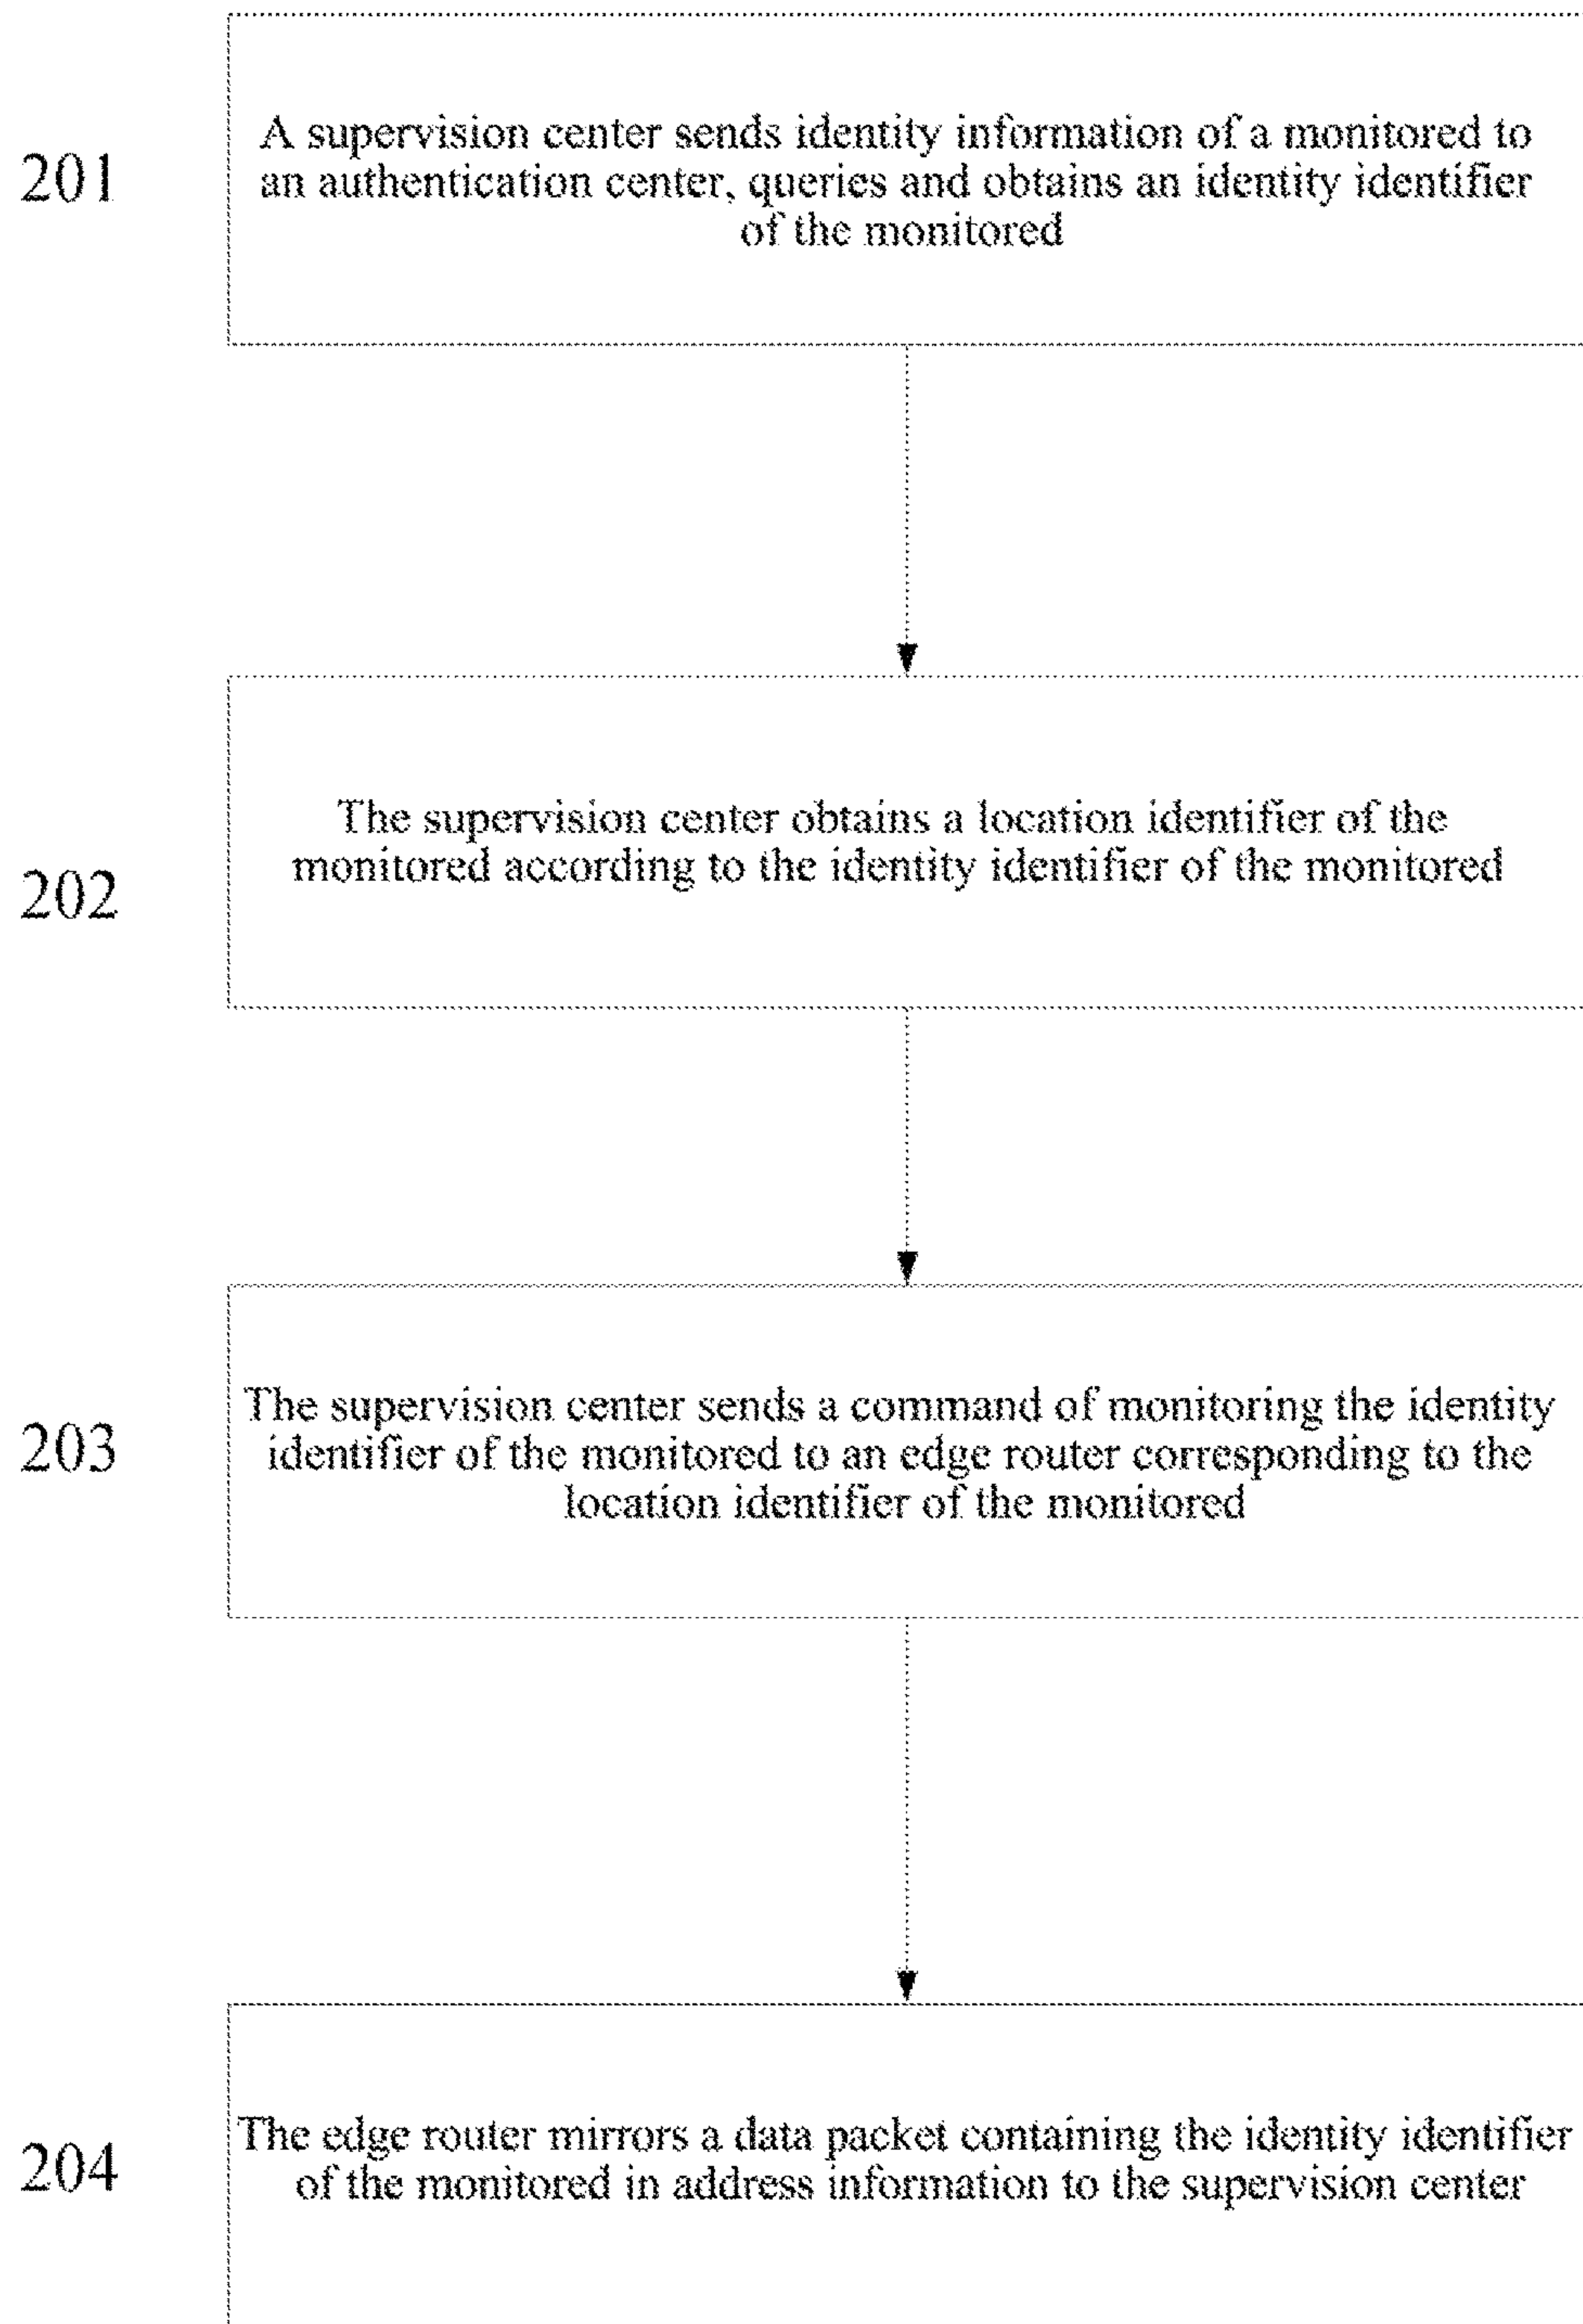 201
A supervision center sends identity information of a monitored to
an authentication center, queries and obtains an identity identifier
of the monitored
202
The supervision center obtains a location identifier of the
monitored according to the identity identifier of the monitored
203
The supervision center sends a command of monitoring the identity
identifier of the monitored to an edge router corresponding to the
location identifier of the monitored
204
The edge router mirrors a data packet containing the identity identifier
of the monitored in address information to the supervision center